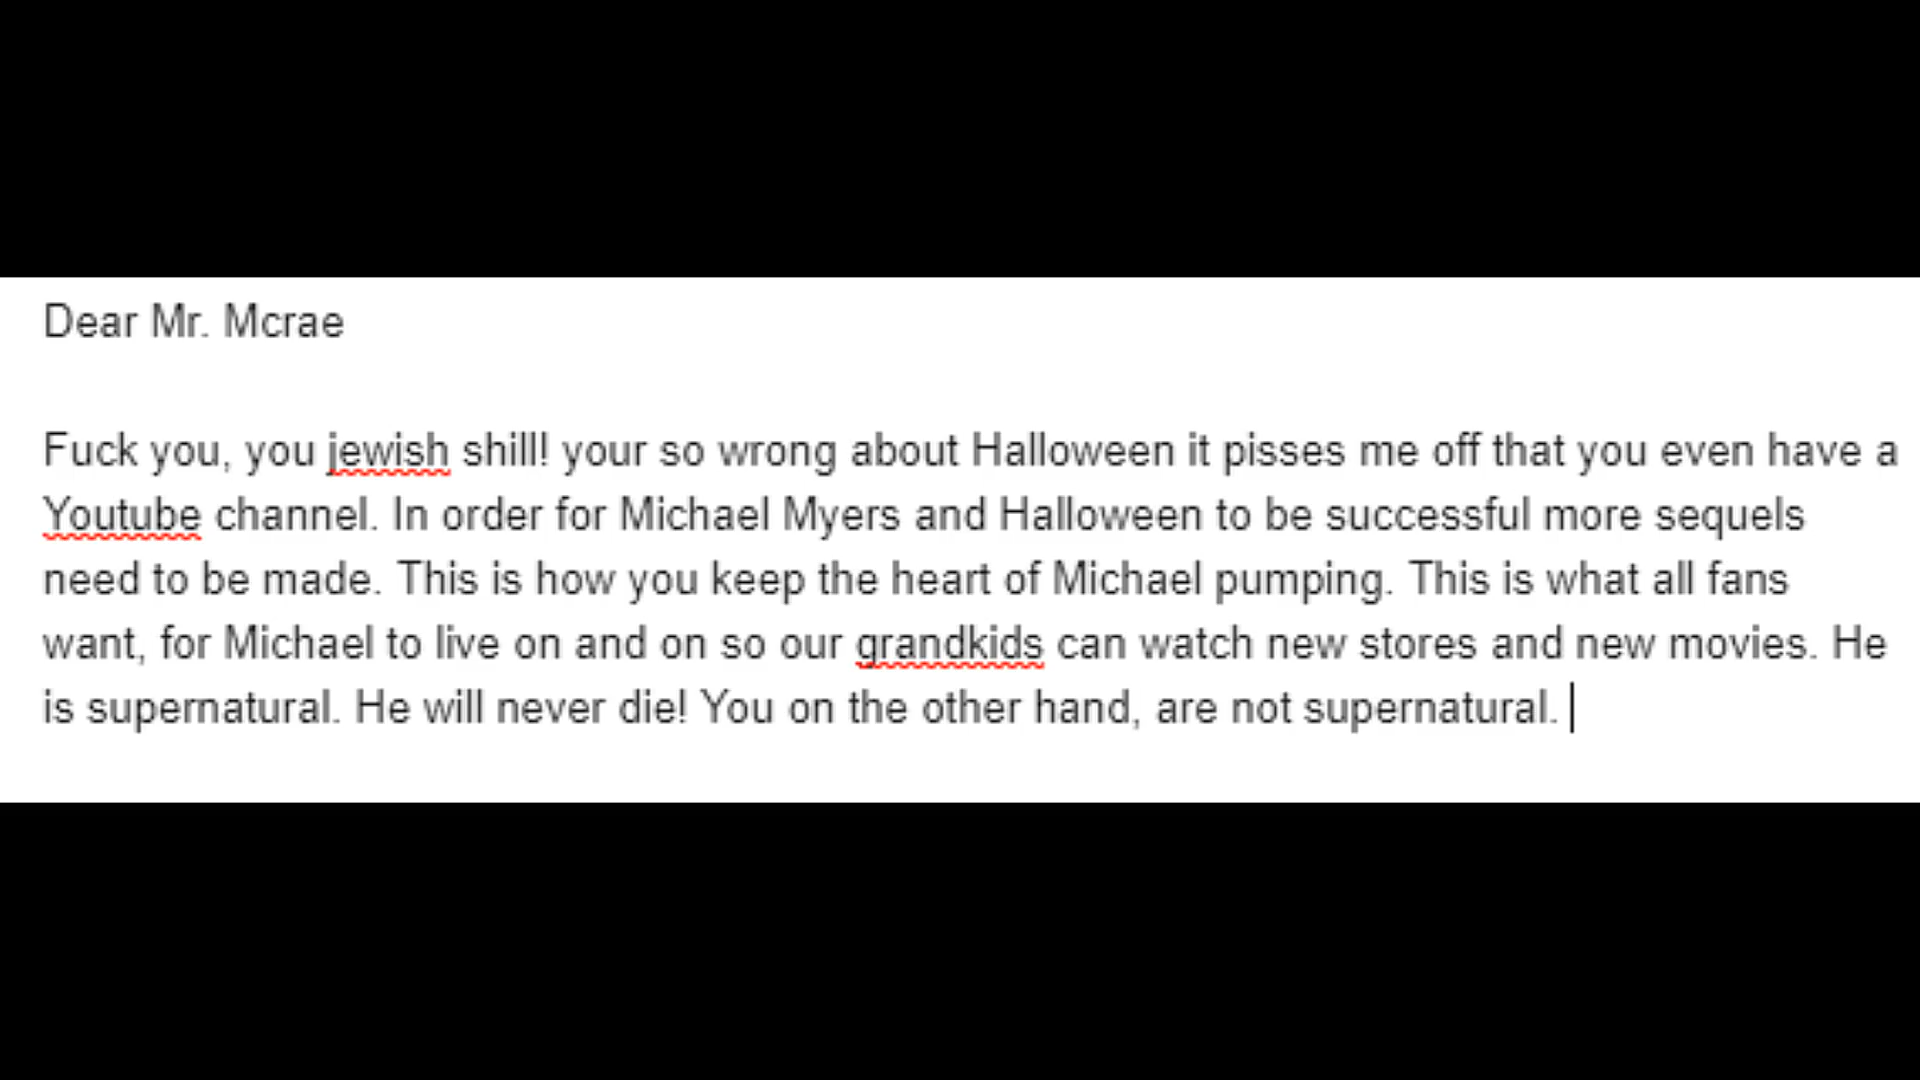 Dear Mr. Mcrae
Fuck you, you jewish shill! your so wrong about Halloween it pisses me off that you even have a
Youtube channel. In order for Michael Myers and Halloween to be successful more sequels
need to be made. This is how you keep the heart of Michael pumping. This is what all fans
want, for Michael to live on and on so our grandkids can watch new stores and new movies. He
is supernatural. He will never die! You on the other hand, are not supernatural.